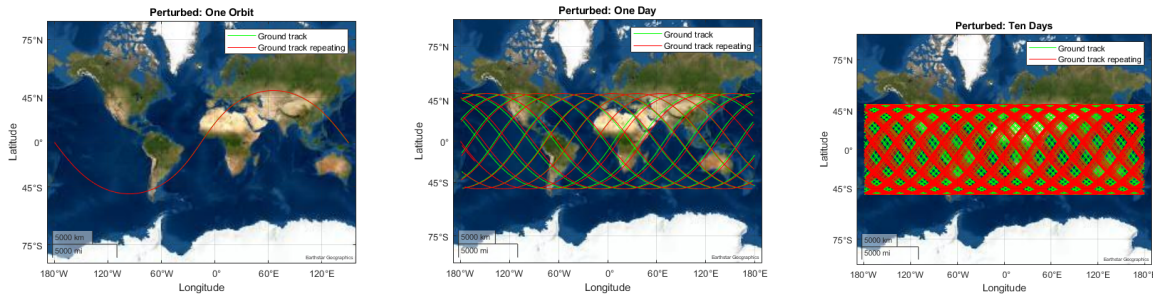 Perturbed: One Orbit
Ground track
Ground track repeating
75°N
45°N
0°
45°S
75°S
Latitude
5000 km
5000 mi
Earthstar Geographics
180°W 120°W 60°W 0° 60°E 120°E
Longitude
Perturbed: One Day
Ground track
Ground track repeating
75°N
45°N
0°
45°S
75°S
Latitude
5000 km
5000 mi
Earthstar Geographics
180°W 120°W 60°W 0° 60°E 120°E 180°E
Longitude
Perturbed: Ten Days
Ground track
Ground track repeating
75°N
45°N
0°
45°S
75°S
Latitude
5000 km
5000 mi
Earthstar Geographics
180°W 120°W 60°W 0° 60°E 120°E 180°E
Longitude